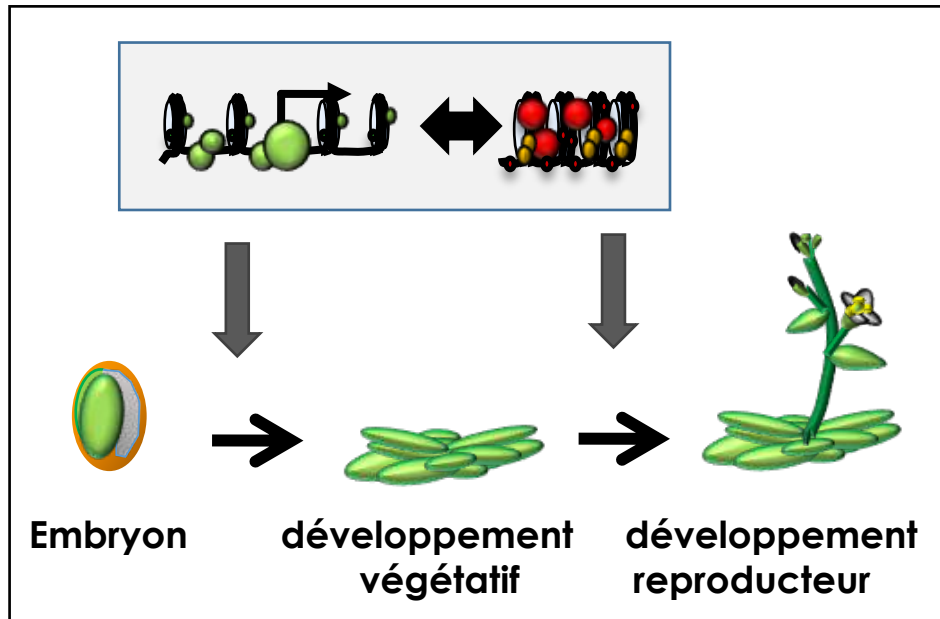 Embryon
développement
végétatif
développement
reproducteur